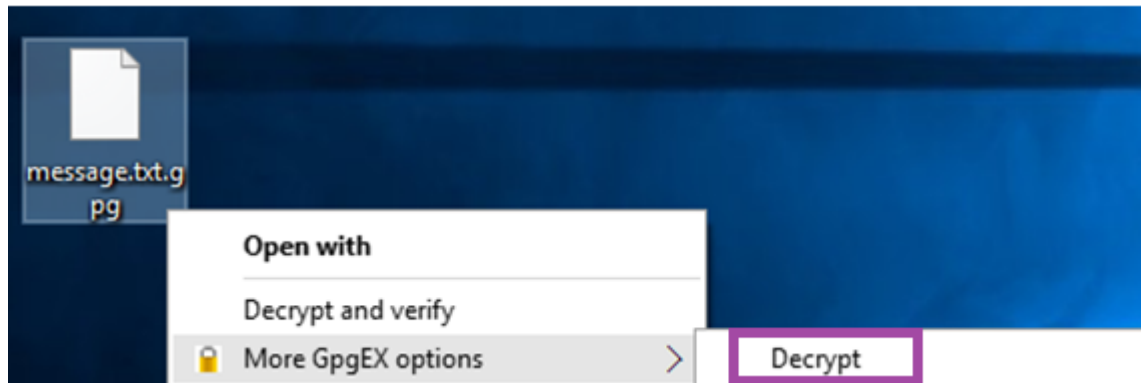 message.txt.g
pg
Open with
Decrypt and verify
More GpgEX options
Decrypt